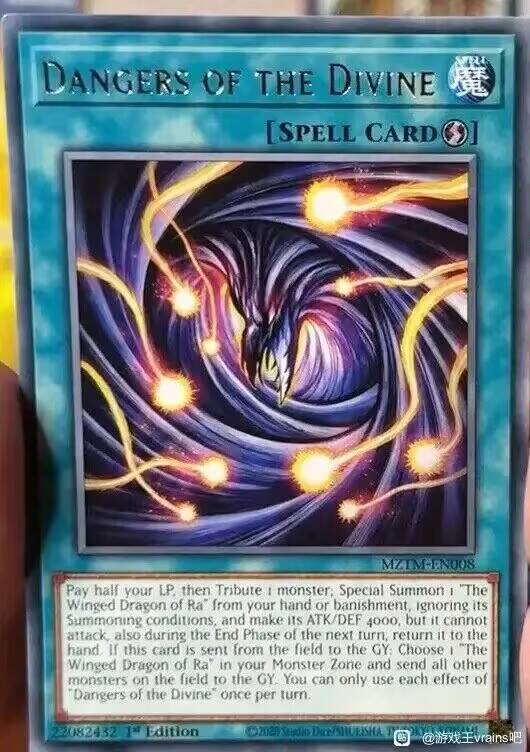 DANGERS OF THE DIVINE
SPELL
魔
[SPELL CARD]
MZTM-EN008
Pay half your LP, then Tribute 1 monster; Special Summon 1 "The
Winged Dragon of Ra" from your hand or banishment, ignoring its
Summoning conditions, and make its ATK/DEF 4000, but it cannot
attack, also during the End Phase of the next turn, return it to the
hand. If this card is sent from the field to the GY: Choose 1 "The
Winged Dragon of Ra" in your Monster Zone and send all other
monsters on the field to the GY. You can only use each effect of
"Dangers of the Divine" once per turn.
22082432 1st Edition ©2020 Studio Dice/SHUEISHA,
@游戏王vrains吧